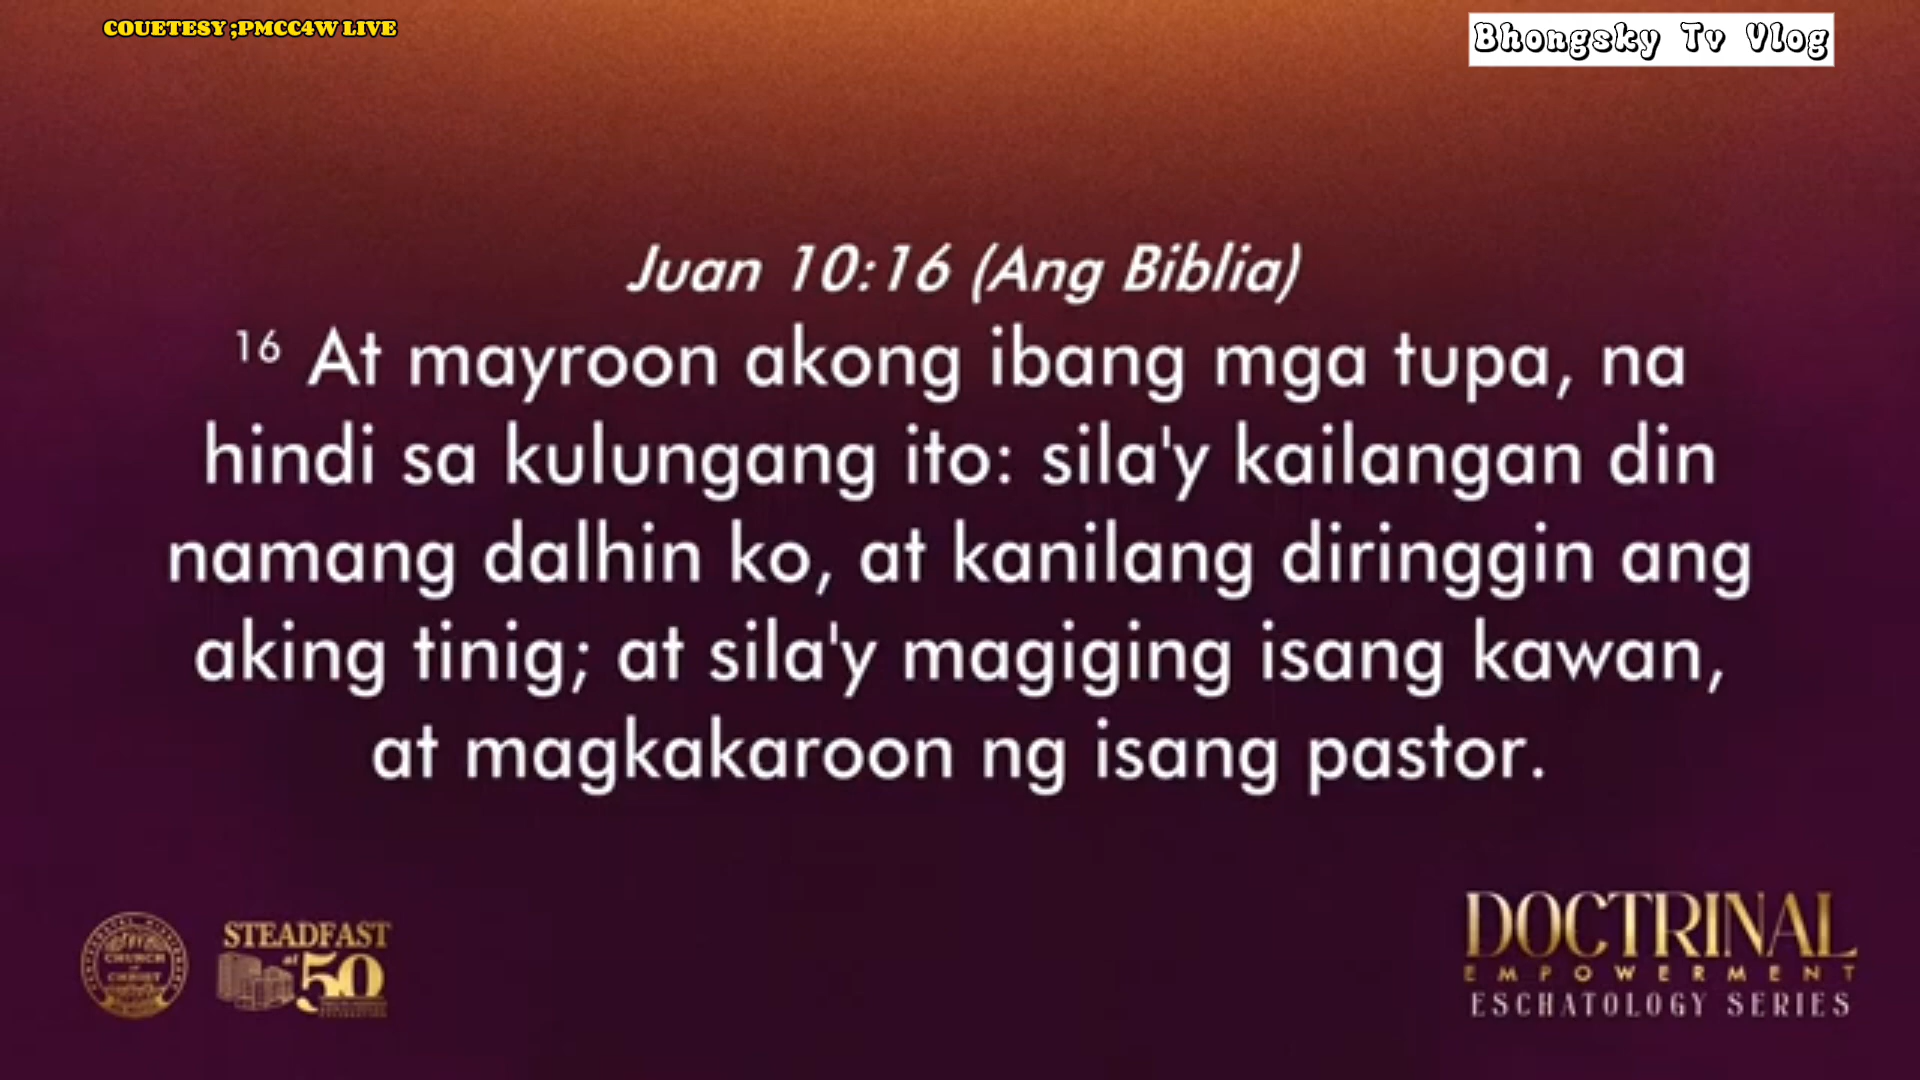 COUETESY ;PMCC4W LIVE
Bhongsky Tv Vlog
Juan 10:16 (Ang Biblia)
16 At mayroon akong ibang mga tupa, na
hindi sa kulungang ito: sila'y kailangan din
namang dalhin ko, at kanilang diringgin ang
aking tinig; at sila'y magiging isang kawan,
at magkakaroon ng isang pastor.
CHURCH
CHRIST
STEADFAST
at 50
DOCTRINAL
EMPOWERMENT
ESCHATOLOGY SERIES